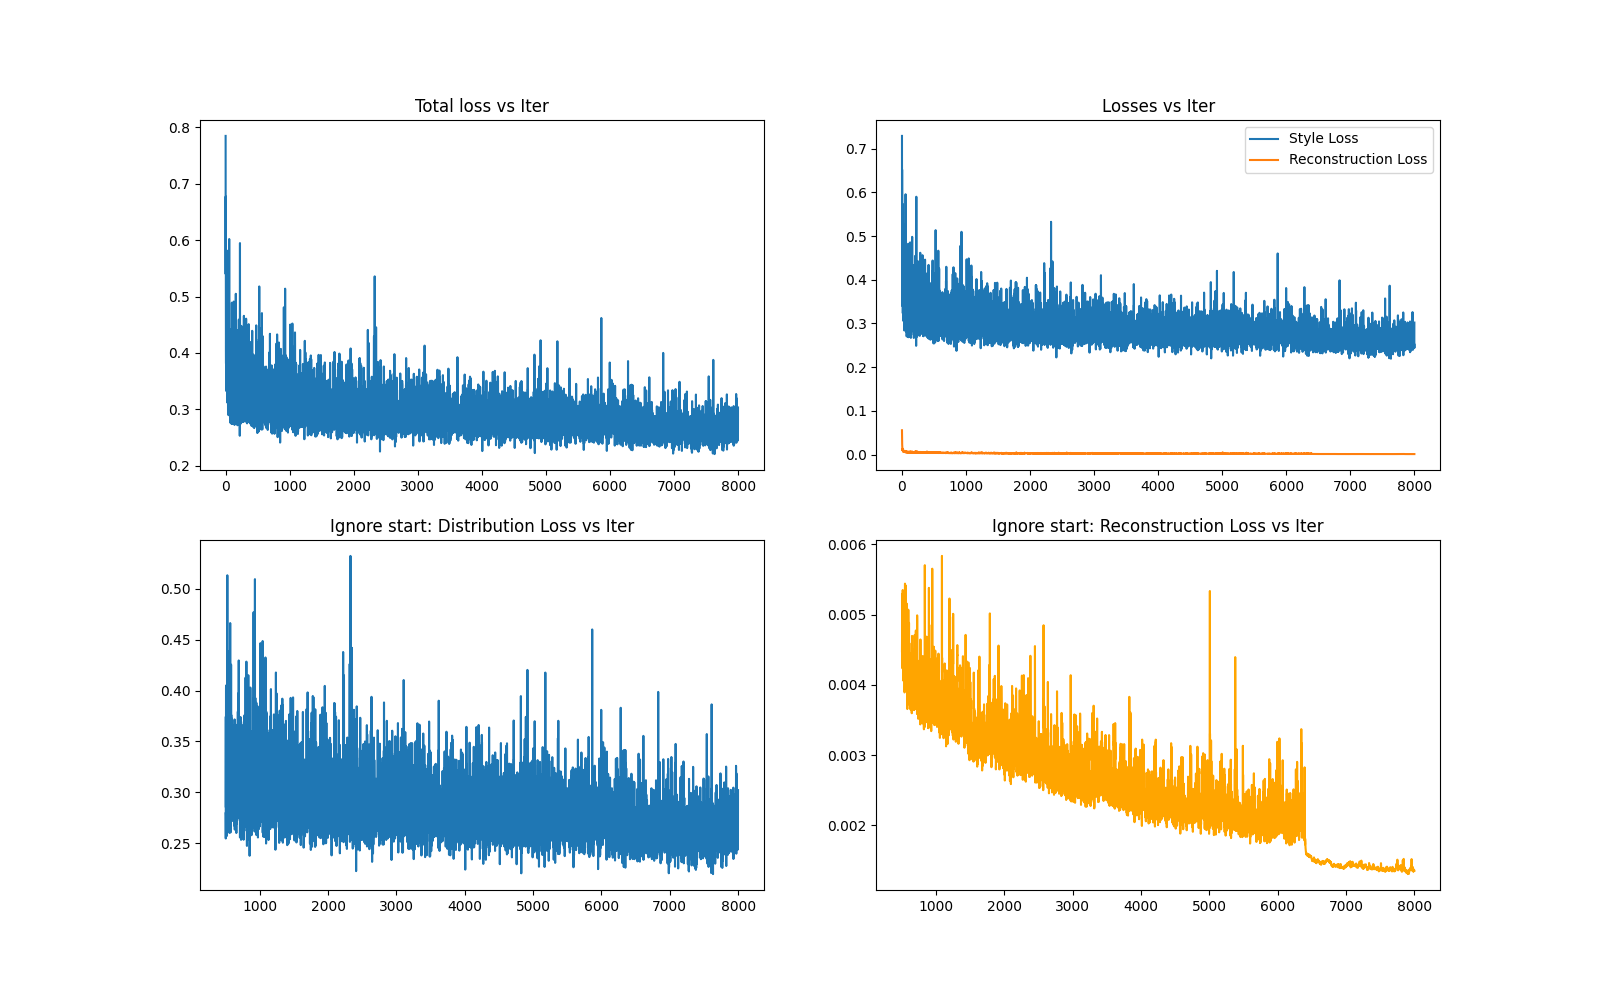 Total loss vs Iter
0.8
0.7
0.6
0.5
0.4
0.3
0.2
0 1000 2000 3000 4000 5000 6000 7000 8000
Losses vs Iter
Style Loss
Reconstruction Loss
0.7
0.6
0.5
0.4
0.3
0.2
0.1
0.0
0 1000 2000 3000 4000 5000 6000 7000 8000
Ignore start: Distribution Loss vs Iter
0.50
0.45
0.40
0.35
0.30
0.25
1000 2000 3000 4000 5000 6000 7000 8000
Ignore start: Reconstruction Loss vs Iter
0.006
0.005
0.004
0.003
0.002
1000 2000 3000 4000 5000 6000 7000 8000